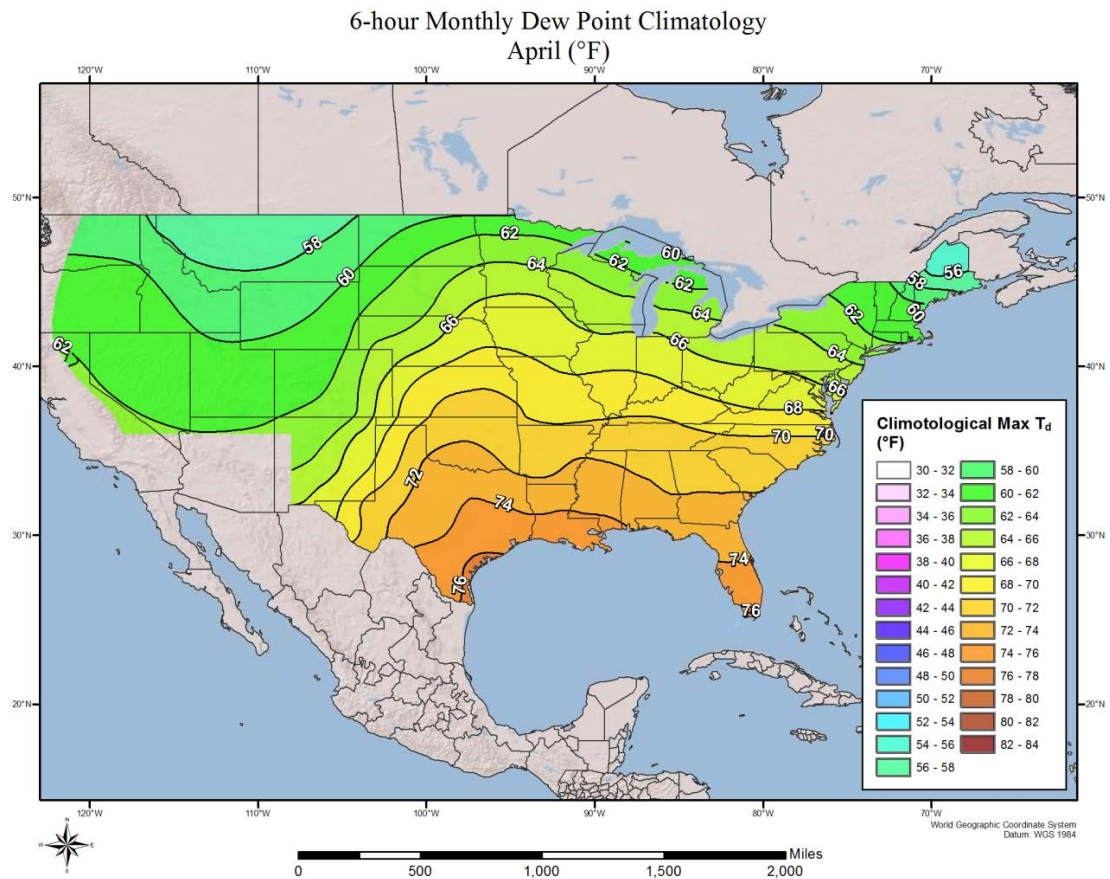 6-hour Monthly Dew Point Climatology
April (°F)
120°W 110°W 100°W 90°W 80°W 70°W
50°N 50°N
58
62
60
60
62
56
58
64
62
60
62
64
66
62
66
64
40°N 40°N
66
68
70 70
72
74
30°N 30°N
74
76
76
20°N 20°N
Climotological Max Td
(°F)
30 - 32 58 - 60
32 - 34 60 - 62
34 - 36 62 - 64
36 - 38 64 - 66
38 - 40 66 - 68
40 - 42 68 - 70
42 - 44 70 - 72
44 - 46 72 - 74
46 - 48 74 - 76
48 - 50 76 - 78
50 - 52 78 - 80
52 - 54 80 - 82
54 - 56 82 - 84
56 - 58
120°W 110°W 100°W 90°W 80°W 70°W
World Geographic Coordinate System
Datum: WGS 1984
N
W E
S
Miles
0 500 1,000 1,500 2,000